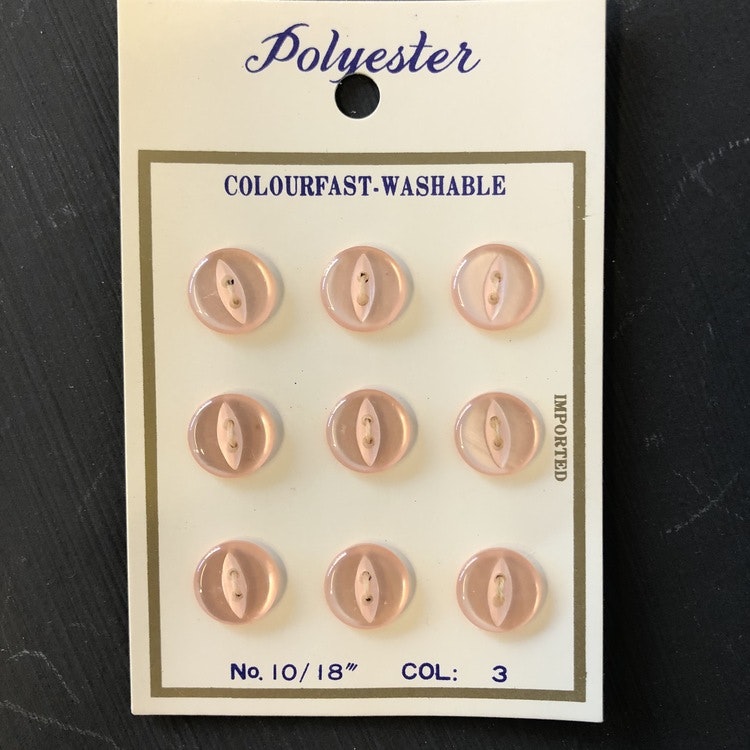 Polyester
COLOURFAST-WASHABLE
IMPORTED
No. 10/18''' COL: 3